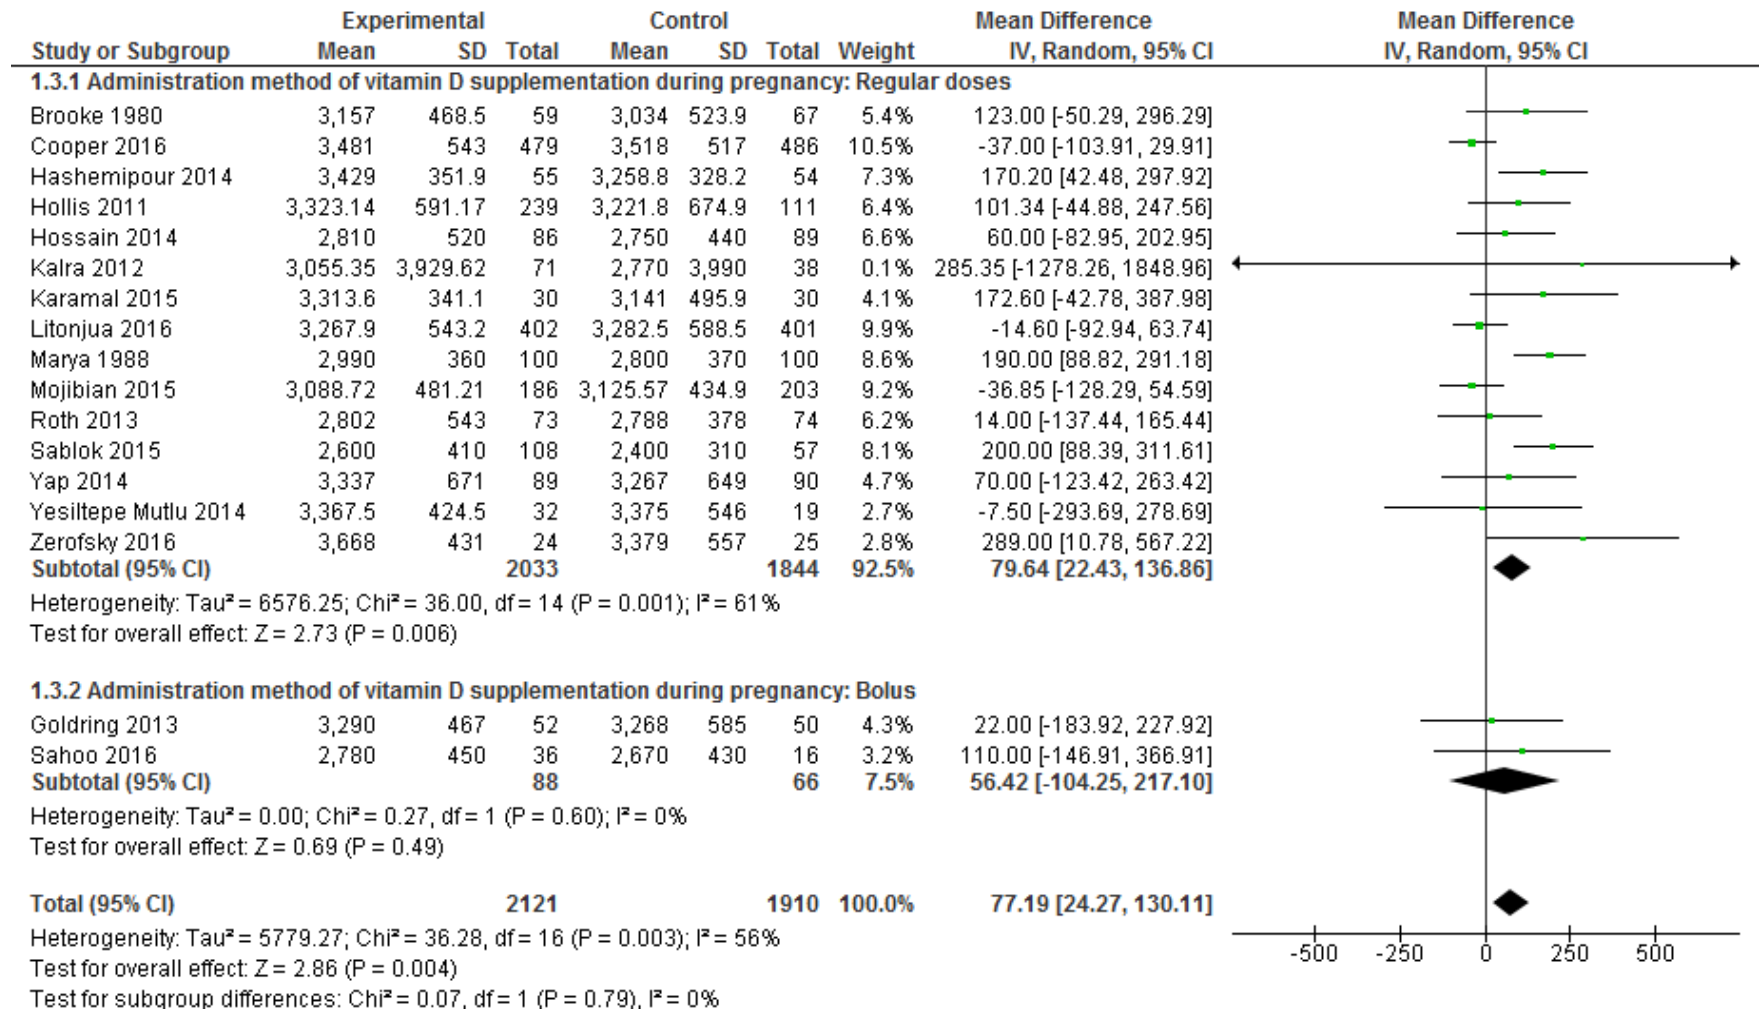 Experimental Control Mean Difference Mean Difference
Study or Subgroup Mean SD Total Mean SD Total Weight IV, Random, 95% CI IV, Random, 95% CI
1.3.1 Administration method of vitamin D supplementation during pregnancy: Regular doses
Brooke 1980 3,157 468.5 59 3,034 523.9 67 5.4% 123.00 [-50.29, 296.29]
Cooper 2016 3,481 543 479 3,518 517 486 10.5% -37.00 [-103.91, 29.91]
Hashemipour 2014 3,429 351.9 55 3,258.8 328.2 54 7.3% 170.20 [42.48, 297.92]
Hollis 2011 3,323.14 591.17 239 3,221.8 674.9 111 6.4% 101.34 [-44.88, 247.56]
Hossain 2014 2,810 520 86 2,750 440 89 6.6% 60.00 [-82.95, 202.95]
Kalra 2012 3,055.35 3,929.62 71 2,770 3,990 38 0.1% 285.35 [-1278.26, 1848.96]
Karamal 2015 3,313.6 341.1 30 3,141 495.9 30 4.1% 172.60 [-42.78, 387.98]
Litonjua 2016 3,267.9 543.2 402 3,282.5 588.5 401 9.9% -14.60 [-92.94, 63.74]
Marya 1988 2,990 360 100 2,800 370 100 8.6% 190.00 [88.82, 291.18]
Mojibian 2015 3,088.72 481.21 186 3,125.57 434.9 203 9.2% -36.85 [-128.29, 54.59]
Roth 2013 2,802 543 73 2,788 378 74 6.2% 14.00 [-137.44, 165.44]
Sablok 2015 2,600 410 108 2,400 310 57 8.1% 200.00 [88.39, 311.61]
Yap 2014 3,337 671 89 3,267 649 90 4.7% 70.00 [-123.42, 263.42]
Yesiltepe Mutlu 2014 3,367.5 424.5 32 3,375 546 19 2.7% -7.50 [-293.69, 278.69]
Zerofsky 2016 3,668 431 24 3,379 557 25 2.8% 289.00 [10.78, 567.22]
Subtotal (95% CI) 2033 1844 92.5% 79.64 [22.43, 136.86]
Heterogeneity: Tau² = 6576.25; Chi² = 36.00, df = 14 (P = 0.001); I² = 61%
Test for overall effect: Z = 2.73 (P = 0.006)
1.3.2 Administration method of vitamin D supplementation during pregnancy: Bolus
Goldring 2013 3,290 467 52 3,268 585 50 4.3% 22.00 [-183.92, 227.92]
Sahoo 2016 2,780 450 36 2,670 430 16 3.2% 110.00 [-146.91, 366.91]
Subtotal (95% CI) 88 66 7.5% 56.42 [-104.25, 217.10]
Heterogeneity: Tau² = 0.00; Chi² = 0.27, df = 1 (P = 0.60); I² = 0%
Test for overall effect: Z = 0.69 (P = 0.49)
Total (95% CI) 2121 1910 100.0% 77.19 [24.27, 130.11]
Heterogeneity: Tau² = 5779.27; Chi² = 36.28, df = 16 (P = 0.003); I² = 56%
-500 -250 0 250 500
Test for overall effect: Z = 2.86 (P = 0.004)
Test for subgroup differences: Chi² = 0.07, df = 1 (P = 0.79), I² = 0%